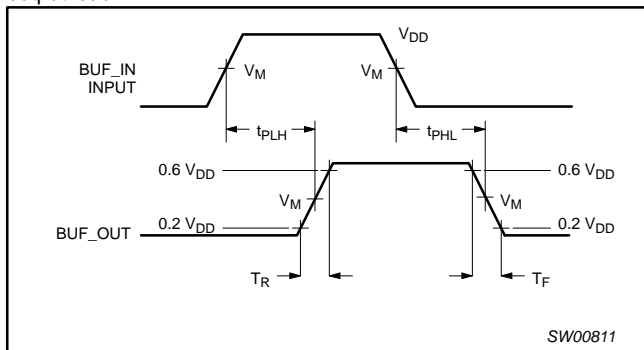 BUF_IN
INPUT
V_M
V_DD
V_M
t_PLH
t_PHL
0.6 V_DD
0.6 V_DD
V_M
V_M
BUF_OUT
0.2 V_DD
0.2 V_DD
T_R
T_F
SW00811